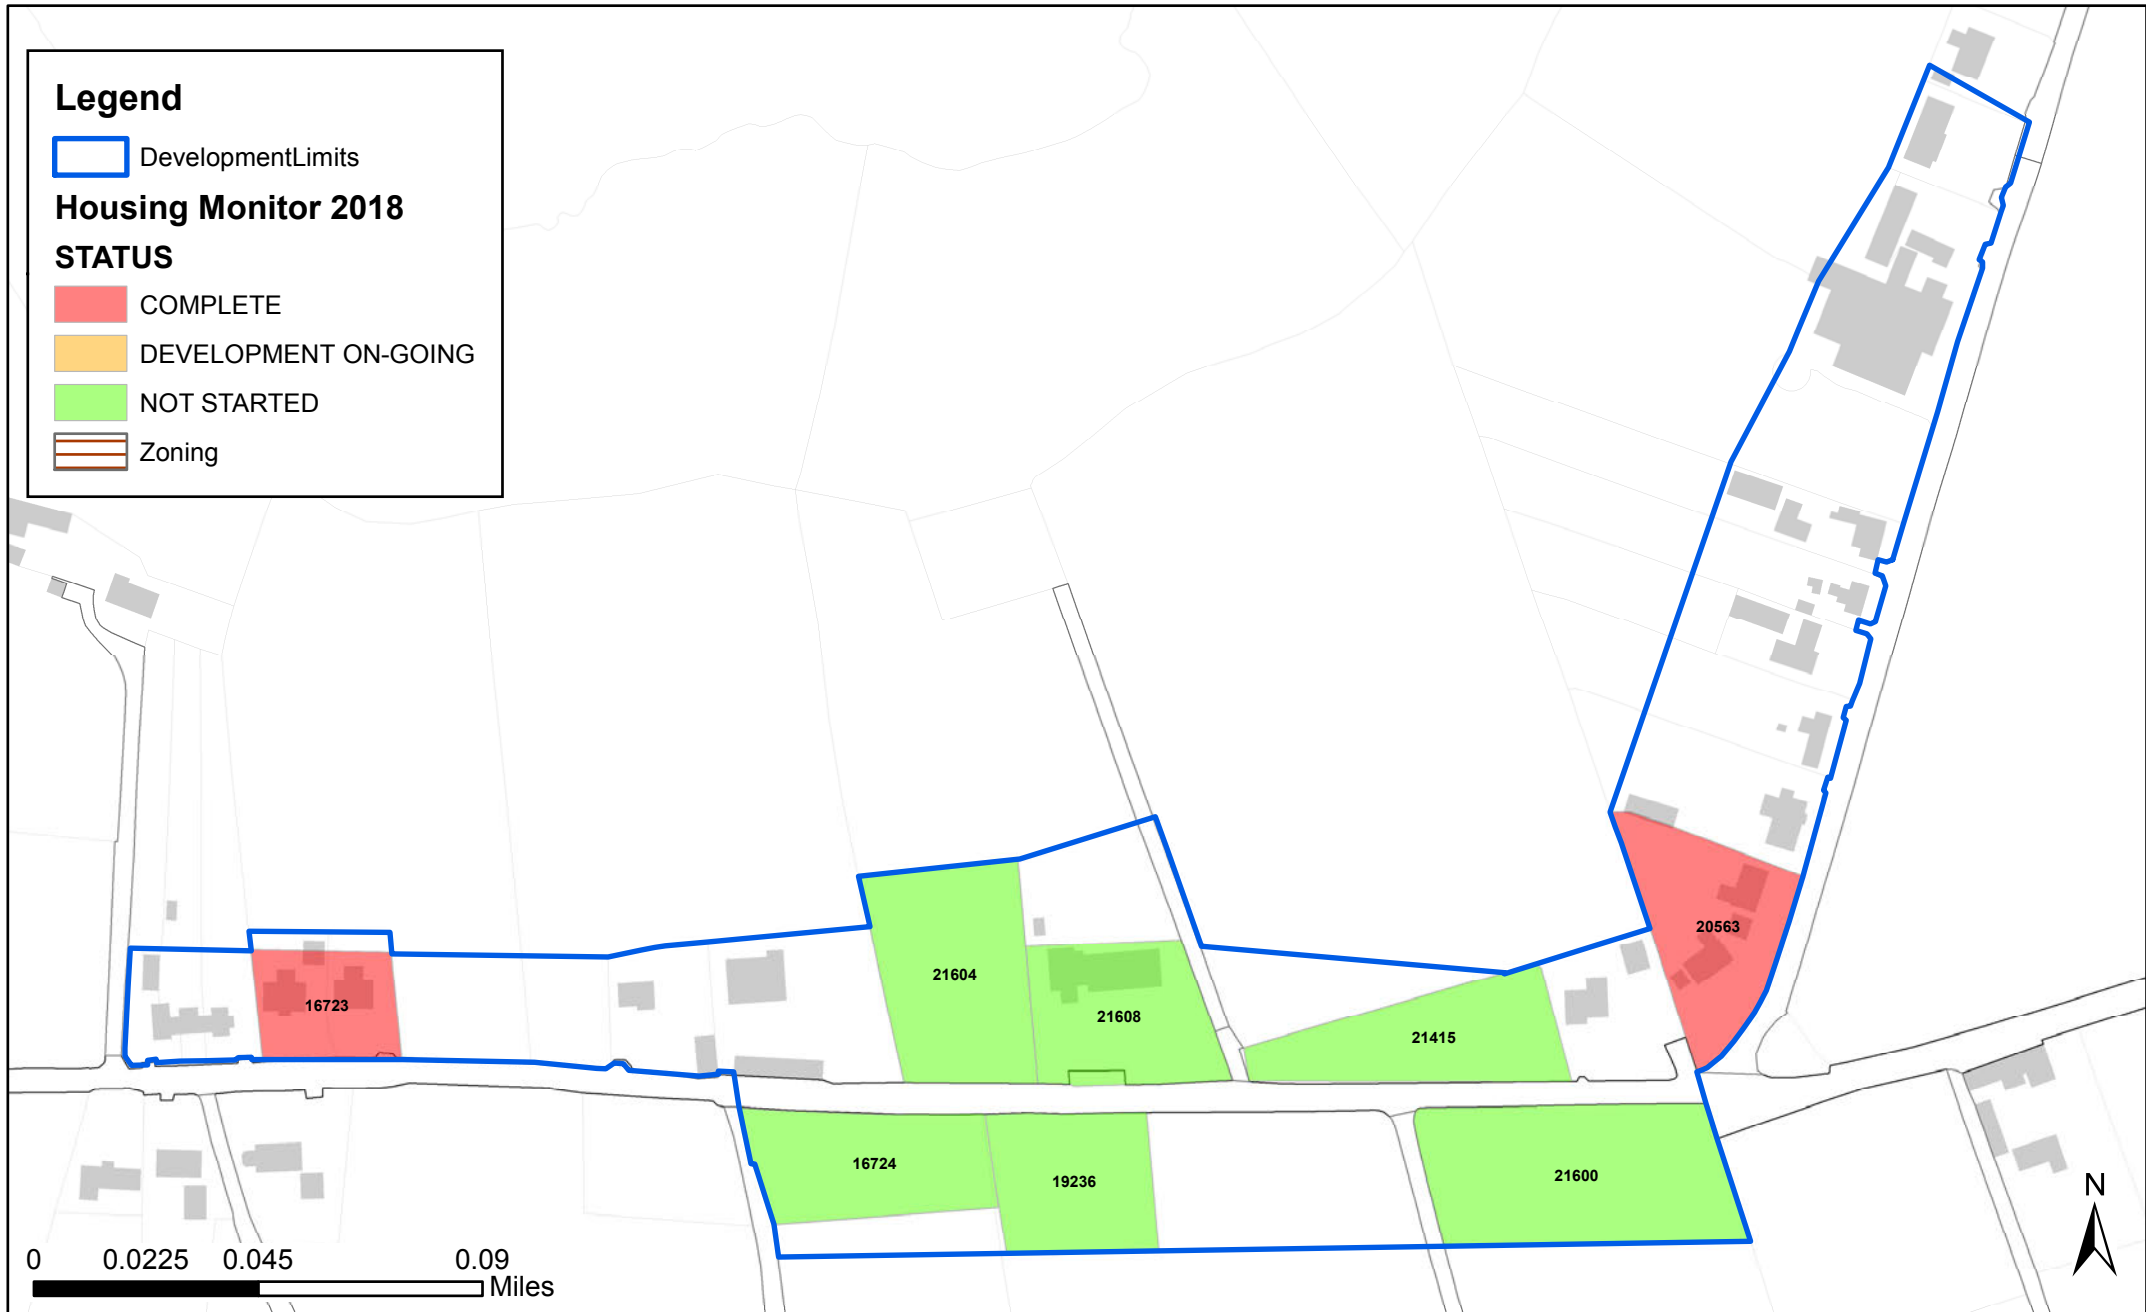 Legend
DevelopmentLimits
Housing Monitor 2018
STATUS
COMPLETE
DEVELOPMENT ON-GOING
NOT STARTED
Zoning
20563
21604
16723
21608
21415
16724
19236
21600
N
0 0.0225 0.045 0.09
Miles